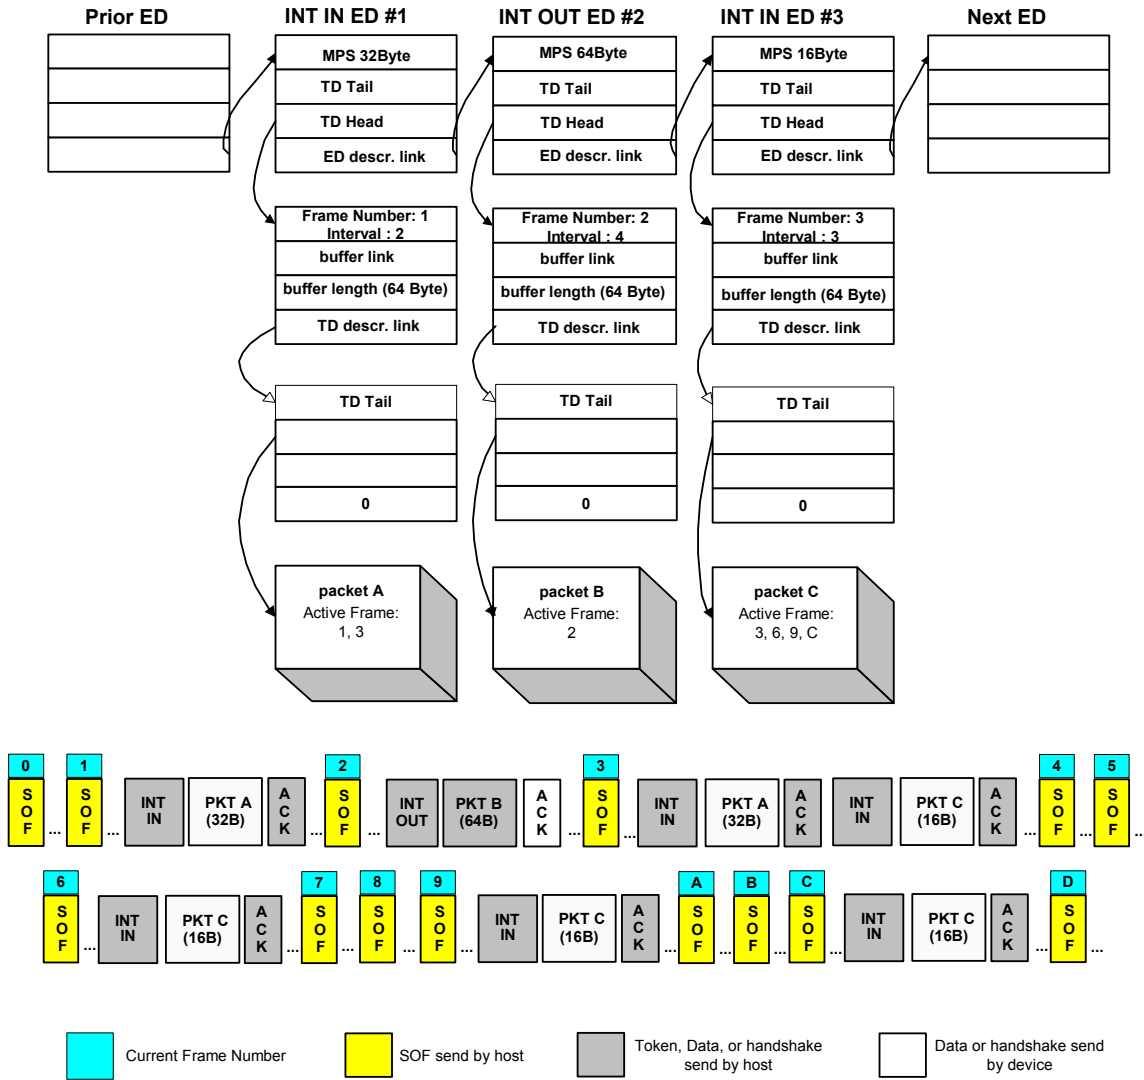 Prior ED
INT IN ED #1
INT OUT ED #2
INT IN ED #3
Next ED
MPS 32Byte
TD Tail
TD Head
ED descr. link
MPS 64Byte
TD Tail
TD Head
ED descr. link
MPS 16Byte
TD Tail
TD Head
ED descr. link
Frame Number: 1
Interval : 2
buffer link
buffer length (64 Byte)
TD descr. link
Frame Number: 2
Interval : 4
buffer link
buffer length (64 Byte)
TD descr. link
Frame Number: 3
Interval : 3
buffer link
buffer length (64 Byte)
TD descr. link
TD Tail
0
TD Tail
0
TD Tail
0
packet A
Active Frame:
1, 3
packet B
Active Frame:
2
packet C
Active Frame:
3, 6, 9, C
0
SOF
...
1
SOF
...
INT
IN
PKT A
(32B)
ACK
...
2
SOF
...
INT
OUT
PKT B
(64B)
ACK
...
3
SOF
...
INT
IN
PKT A
(32B)
ACK
INT
IN
PKT C
(16B)
ACK
...
4
SOF
...
5
SOF
...
6
SOF
...
INT
IN
PKT C
(16B)
ACK
...
7
SOF
...
8
SOF
...
9
SOF
...
INT
IN
PKT C
(16B)
ACK
...
A
SOF
...
B
SOF
...
C
SOF
...
INT
IN
PKT C
(16B)
ACK
...
D
SOF
...
Current Frame Number
SOF send by host
Token, Data, or handshake
send by host
Data or handshake send
by device